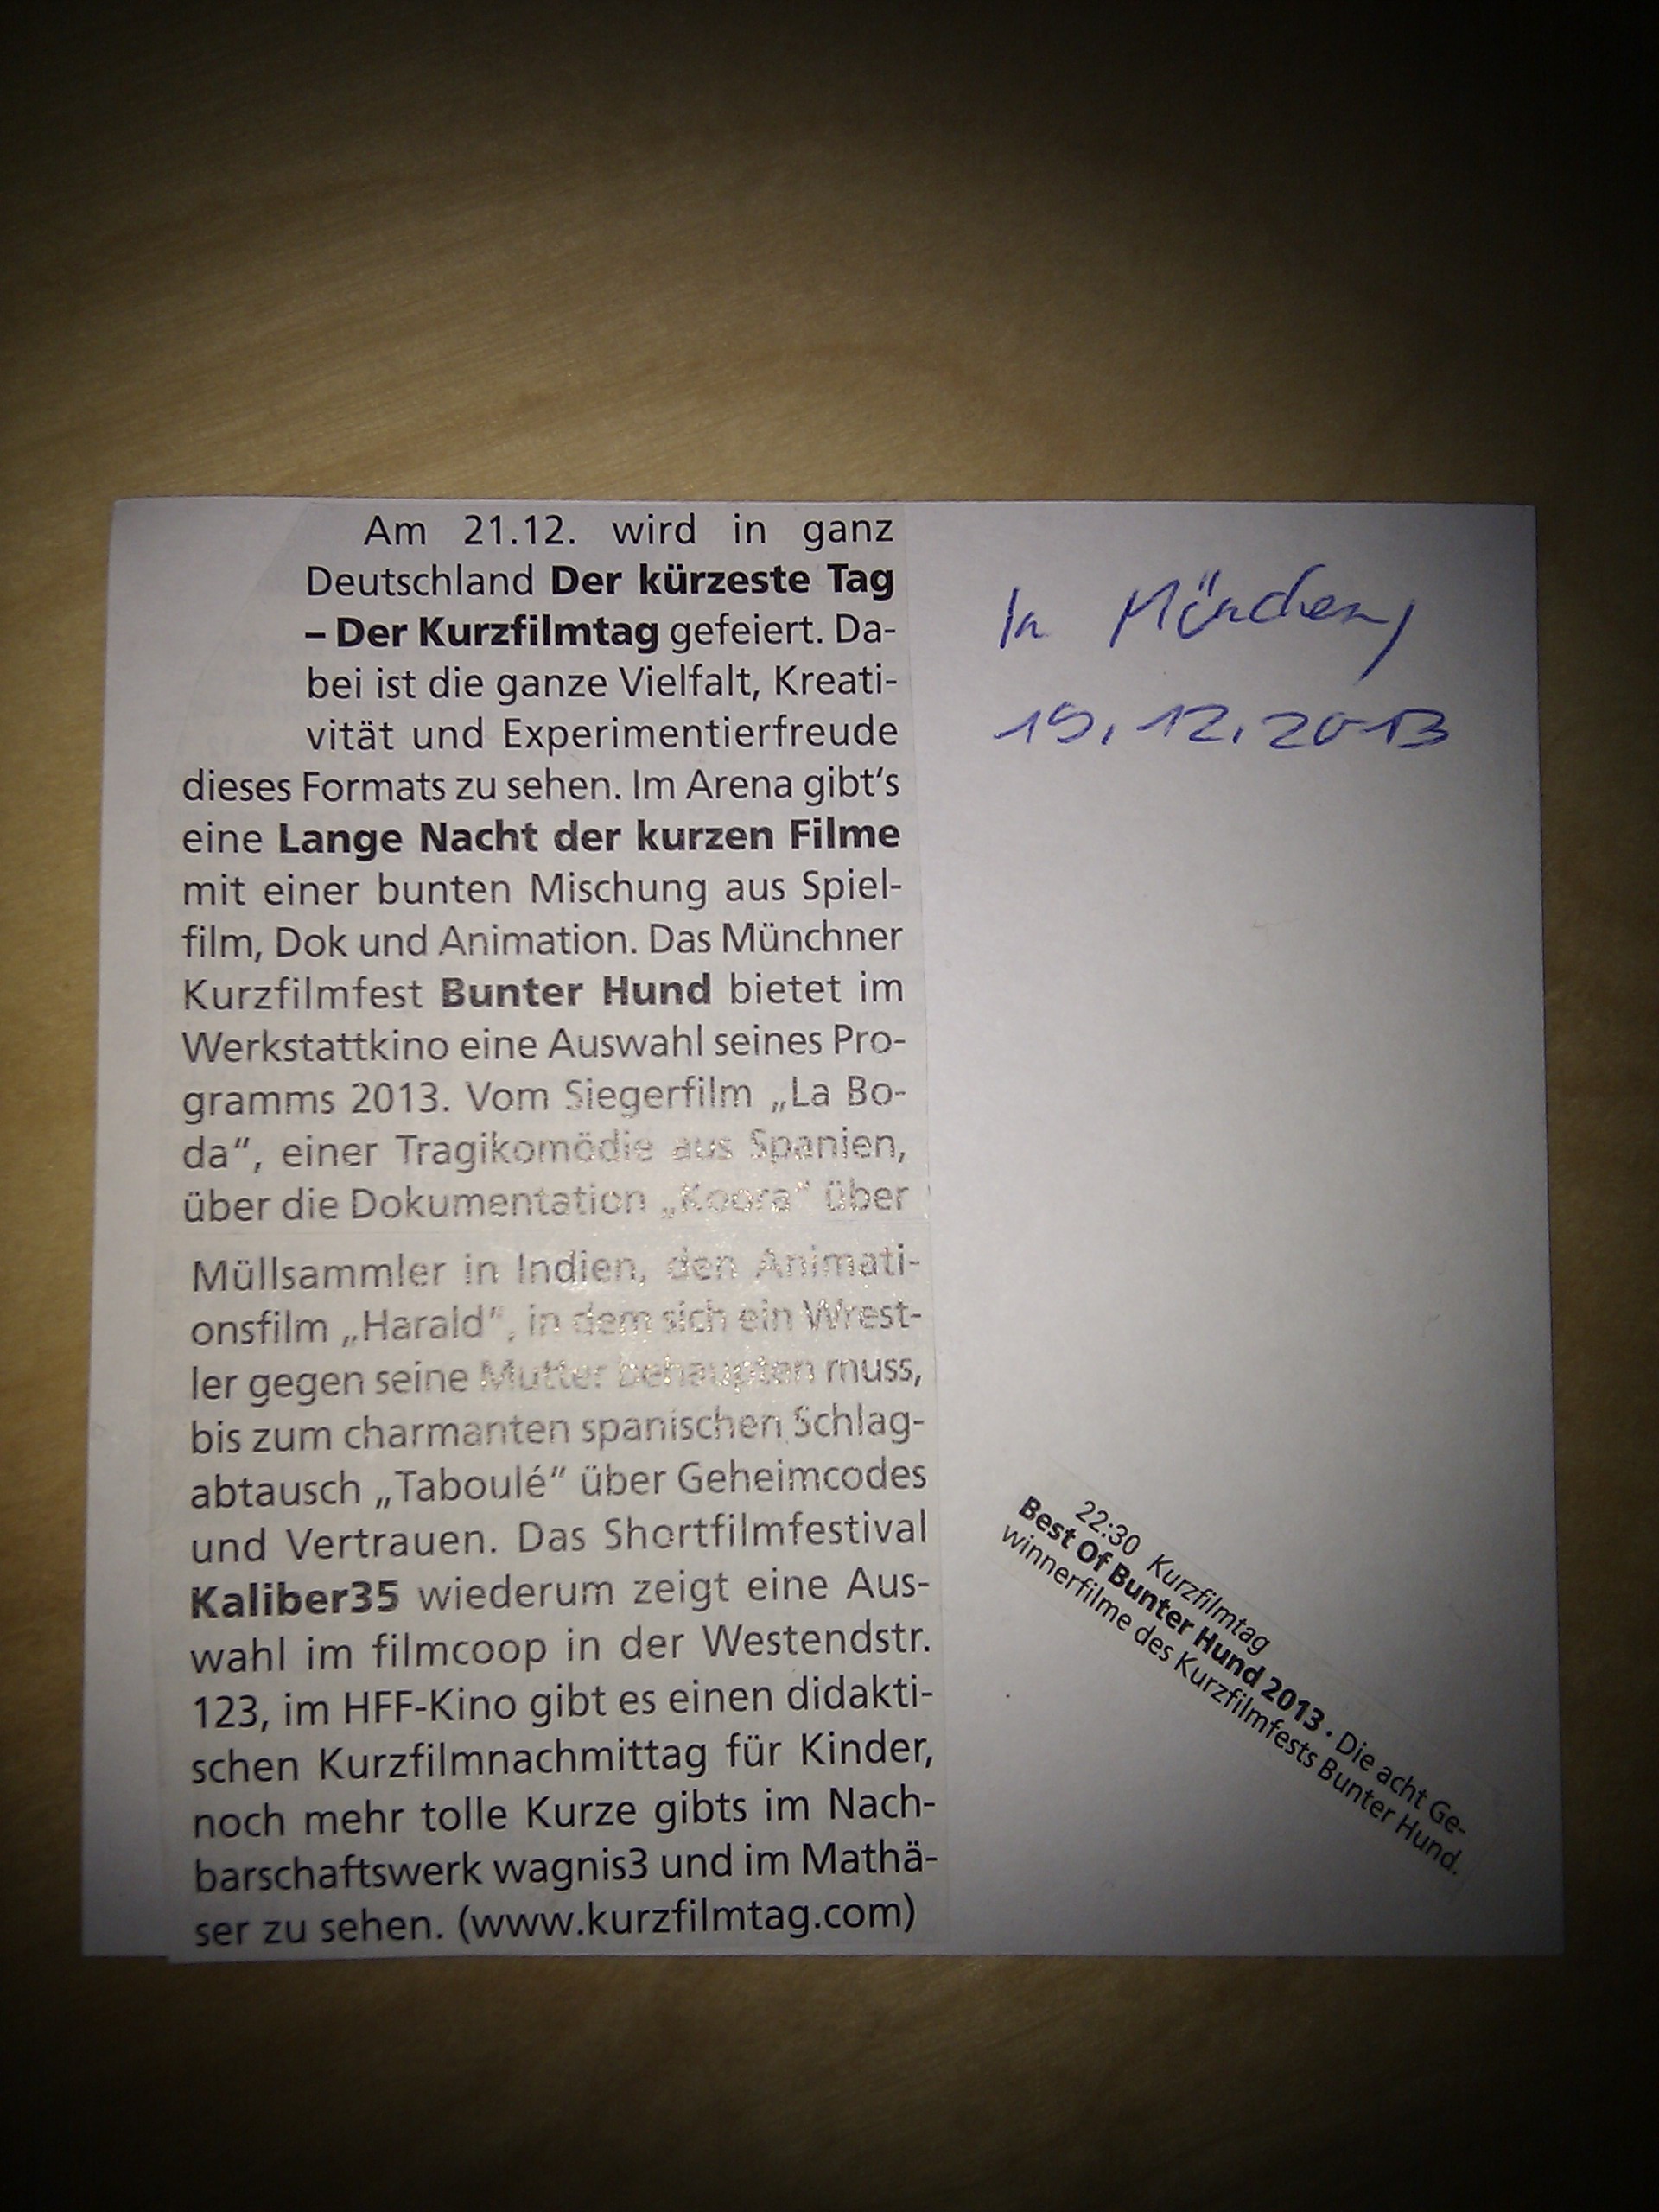 Am 21.12. wird in ganz
Deutschland Der kürzeste Tag
– Der Kurzfilmtag gefeiert. Da-
bei ist die ganze Vielfalt, Kreati-
vität und Experimentierfreude
dieses Formats zu sehen. Im Arena gibt‘s
eine Lange Nacht der kurzen Filme
mit einer bunten Mischung aus Spiel-
film, Dok und Animation. Das Münchner
Kurzfilmfest Bunter Hund bietet im
Werkstattkino eine Auswahl seines Pro-
gramms 2013. Vom Siegerfilm „La Bo-
da“, einer Tragikomödie aus Spanien,
über die Dokumentation „Koora“ über
Müllsammler in Indien, den Animati-
onsfilm „Harald“, in dem sich ein Wrest-
ler gegen seine Mutter behaupten muss,
bis zum charmanten spanischen Schlag-
abtausch „Taboulé“ über Geheimcodes
und Vertrauen. Das Shortfilmfestival
Kaliber35 wiederum zeigt eine Aus-
wahl im filmcoop in der Westendstr.
123, im HFF-Kino gibt es einen didakti-
schen Kurzfilmnachmittag für Kinder,
noch mehr tolle Kurze gibts im Nach-
barschaftswerk wagnis3 und im Mathä-
ser zu sehen. (www.kurzfilmtag.com)
In München,
19.12.2013
22:30 Kurzfilmtag
Best Of Bunter Hund 2013 · Die acht Ge-
winnerfilme des Kurzfilmfests Bunter Hund.